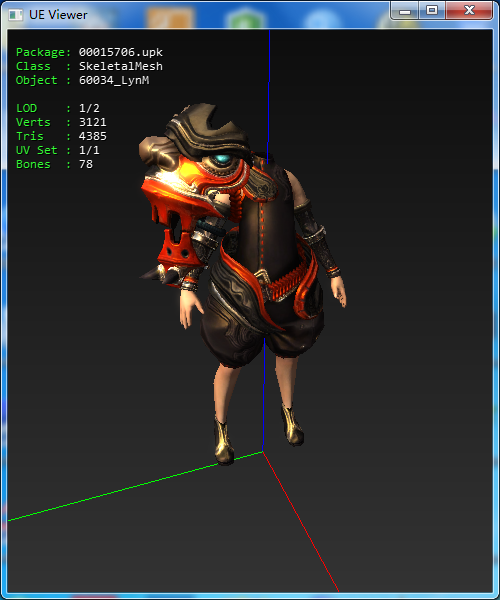 UE Viewer
Package: 00015706.upk
Class : SkeletalMesh
Object : 60034_LynM
LOD : 1/2
Verts : 3121
Tris : 4385
UV Set : 1/1
Bones : 78